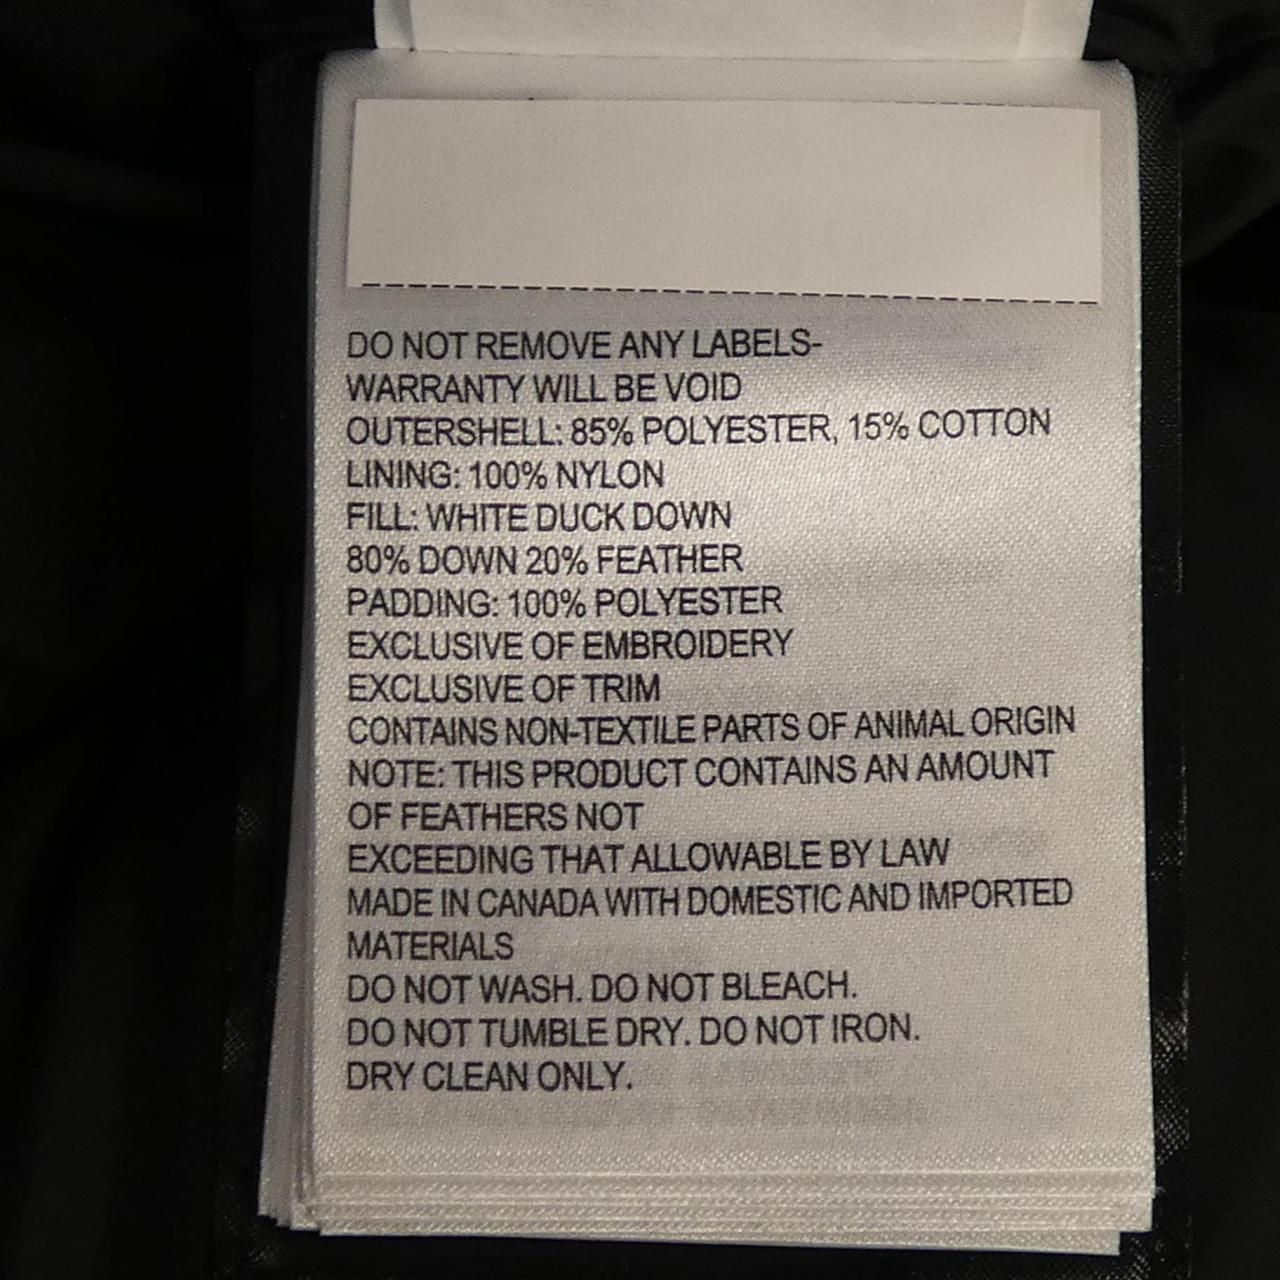 DO NOT REMOVE ANY LABELS-
WARRANTY WILL BE VOID
OUTERSHELL: 85% POLYESTER, 15% COTTON
LINING: 100% NYLON
FILL: WHITE DUCK DOWN
80% DOWN 20% FEATHER
PADDING: 100% POLYESTER
EXCLUSIVE OF EMBROIDERY
EXCLUSIVE OF TRIM
CONTAINS NON-TEXTILE PARTS OF ANIMAL ORIGIN
NOTE: THIS PRODUCT CONTAINS AN AMOUNT
OF FEATHERS NOT
EXCEEDING THAT ALLOWABLE BY LAW
MADE IN CANADA WITH DOMESTIC AND IMPORTED
MATERIALS
DO NOT WASH. DO NOT BLEACH.
DO NOT TUMBLE DRY. DO NOT IRON.
DRY CLEAN ONLY.